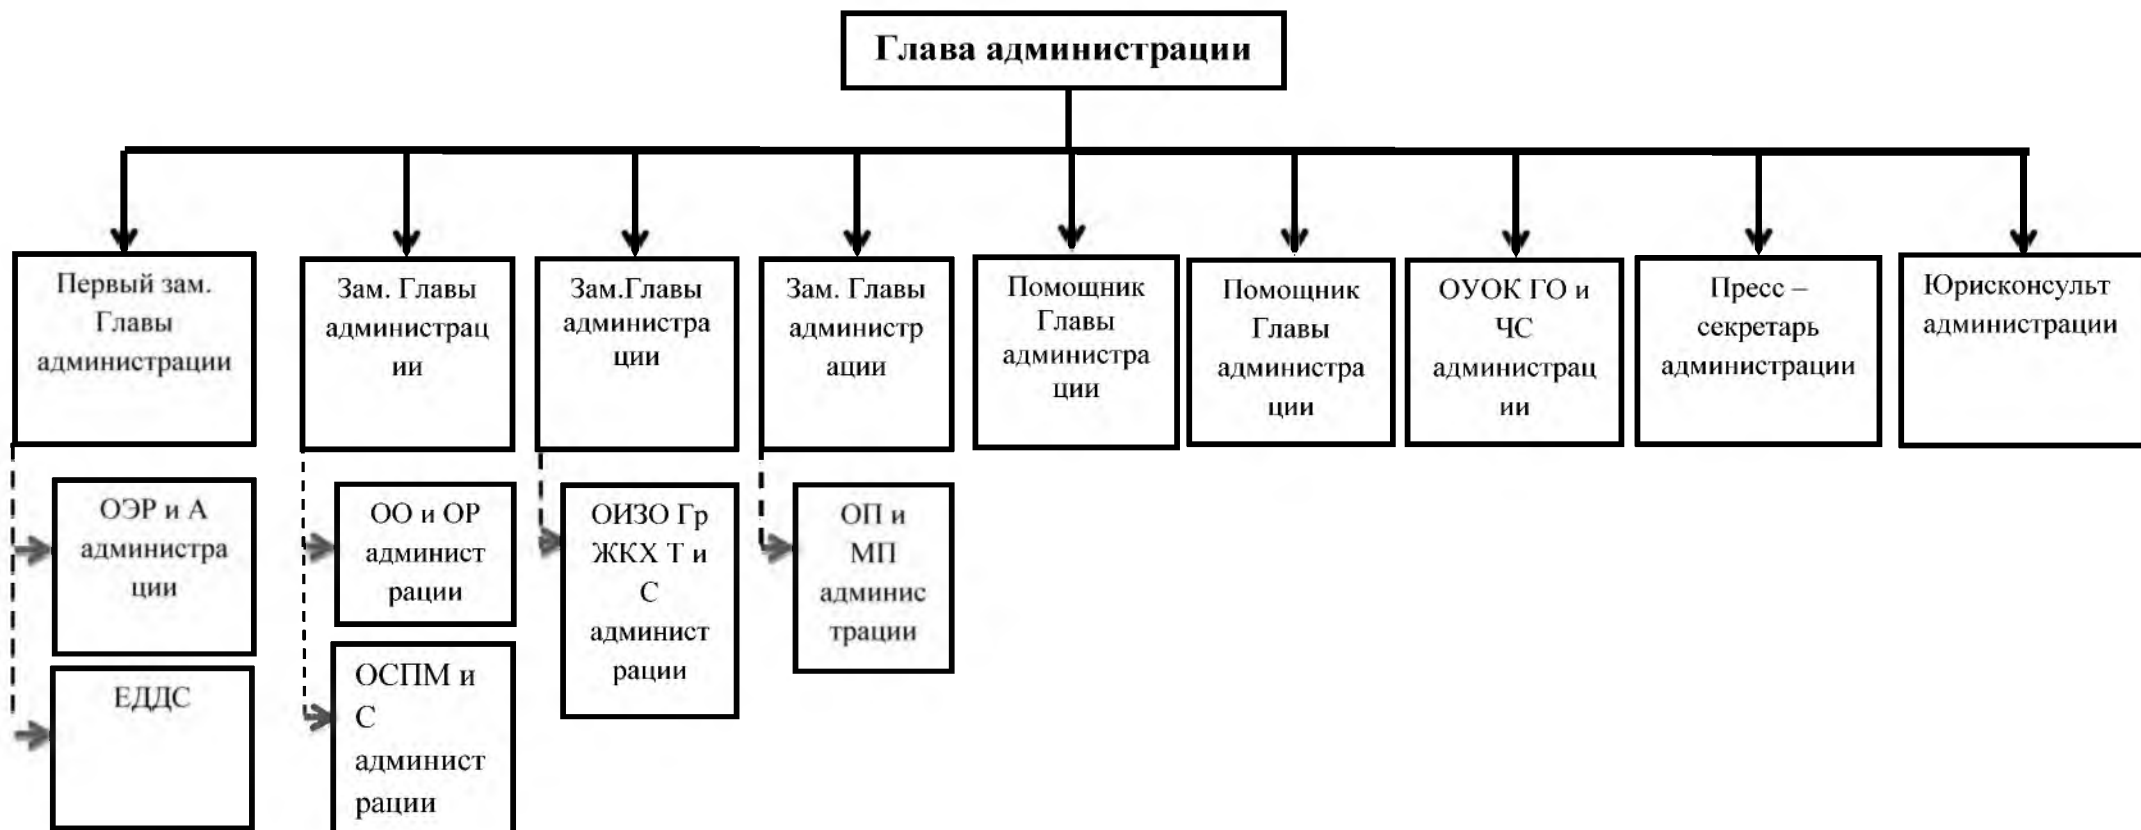 Глава администрации
Первый зам.
Главы
администрации
Зам. Главы
администрац
ии
Зам.Главы
администра
ции
Зам. Главы
администр
ации
Помощник
Главы
администра
ции
Помощник
Главы
администра
ции
ОУОК ГО и
ЧС
администрац
ии
Пресс –
секретарь
администрации
Юрисконсульт
администрации
ОЭР и А
администра
ции
ОО и ОР
админист
рации
ОИЗО Гр
ЖКХ Т и
С
админист
рации
ОП и
МП
админис
трации
ЕДДС
ОСПМ и
С
админист
рации